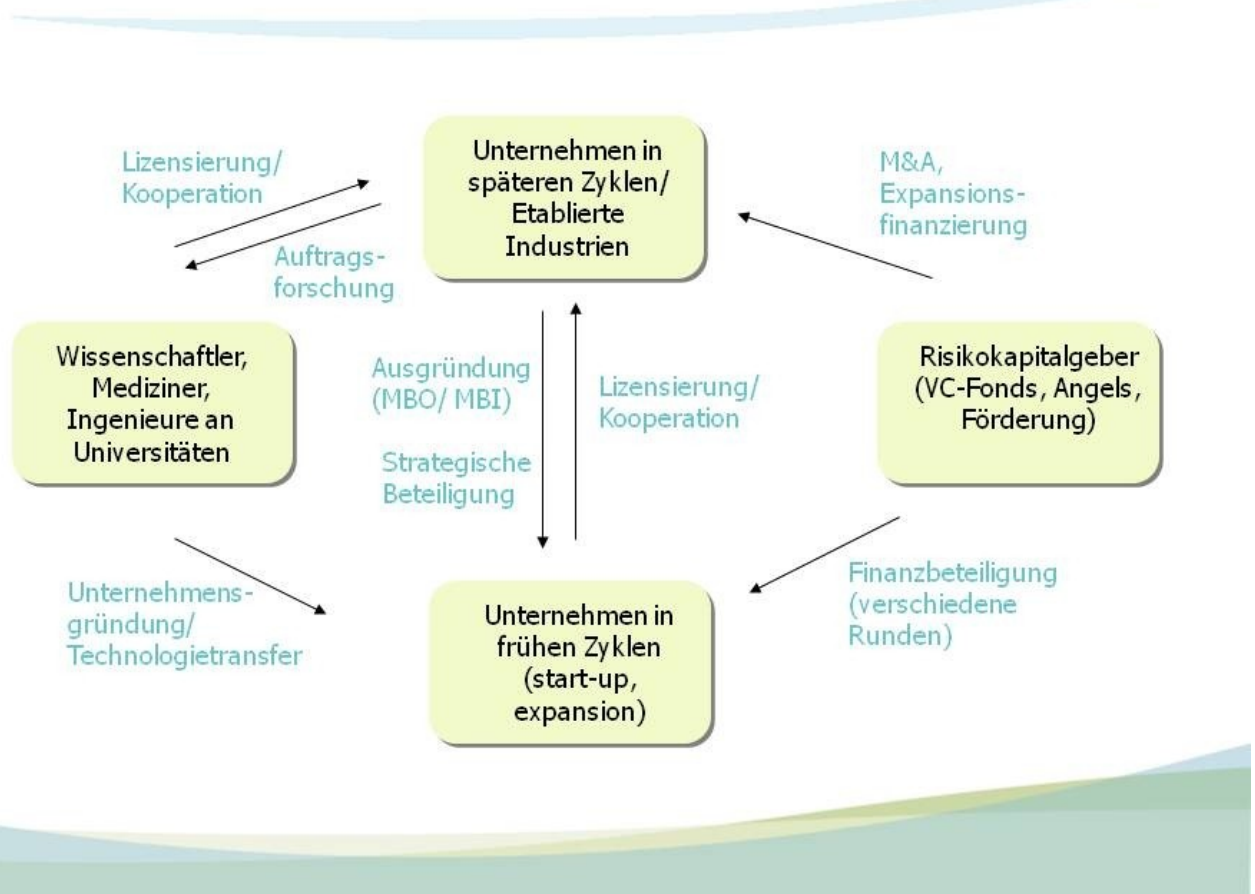 Lizensierung/
Kooperation
Unternehmen in
späteren Zyklen/
Etablierte
Industrien
M&A,
Expansions-
finanzierung
Auftrags-
forschung
Wissenschaftler,
Mediziner,
Ingenieure an
Universitäten
Ausgründung
(MBO/ MBI)
Strategische
Beteiligung
Lizensierung/
Kooperation
Risikokapitalgeber
(VC-Fonds, Angels,
Förderung)
Unternehmens-
gründung/
Technologietransfer
Unternehmen in
frühen Zyklen
(start-up,
expansion)
Finanzbeteiligung
(verschiedene
Runden)